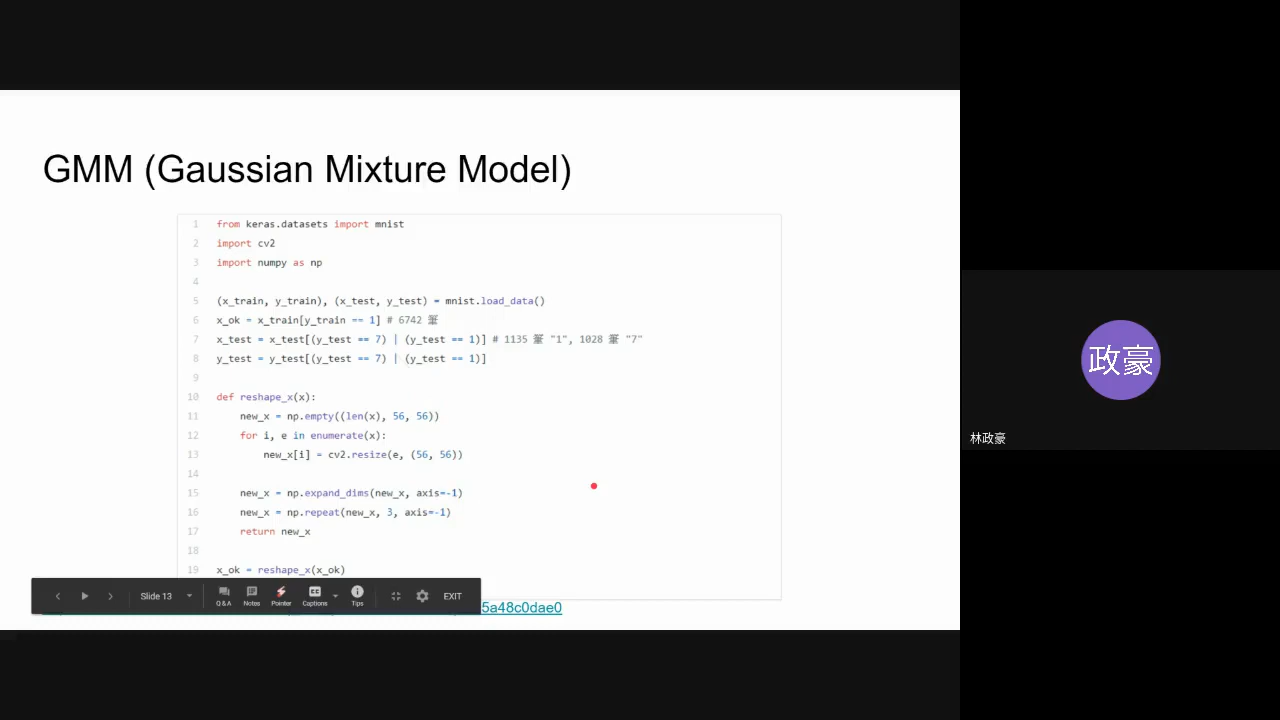 GMM (Gaussian Mixture Model)
1 from keras.datasets import mnist
2 import cv2
3 import numpy as np
4
5 (x_train, y_train), (x_test, y_test) = mnist.load_data()
6 x_ok = x_train[y_train == 1] # 6742 筆
7 x_test = x_test[(y_test == 7) | (y_test == 1)] # 1135 筆 "1", 1028 筆 "7"
8 y_test = y_test[(y_test == 7) | (y_test == 1)]
9
10 def reshape_x(x):
11 new_x = np.empty((len(x), 56, 56))
12 for i, e in enumerate(x):
13 new_x[i] = cv2.resize(e, (56, 56))
14
15 new_x = np.expand_dims(new_x, axis=-1)
16 new_x = np.repeat(new_x, 3, axis=-1)
17 return new_x
18
19 x_ok = reshape_x(x_ok)
Slide 13 Q&A Notes Pointer Captions Tips EXIT
5a48c0dae0
政豪
林政豪